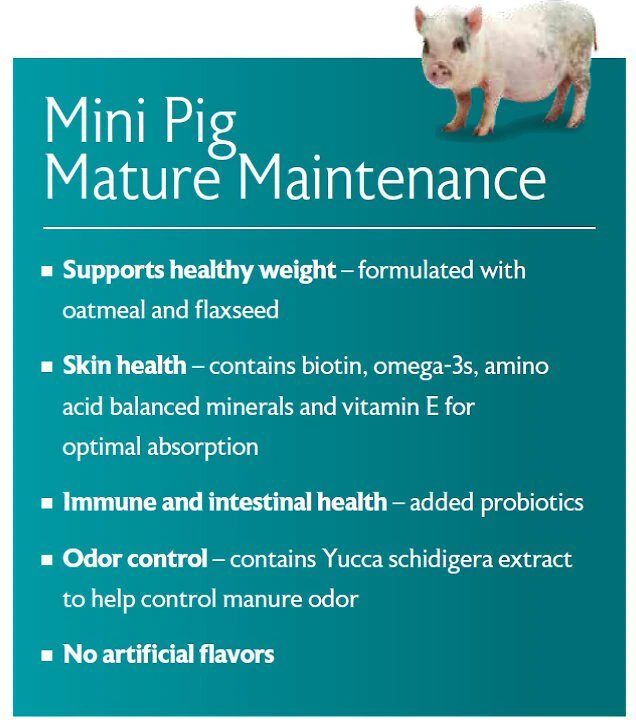 Mini Pig
Mature Maintenance
▪ Supports healthy weight – formulated with
oatmeal and flaxseed
▪ Skin health – contains biotin, omega-3s, amino
acid balanced minerals and vitamin E for
optimal absorption
▪ Immune and intestinal health – added probiotics
▪ Odor control – contains Yucca schidigera extract
to help control manure odor
▪ No artificial flavors